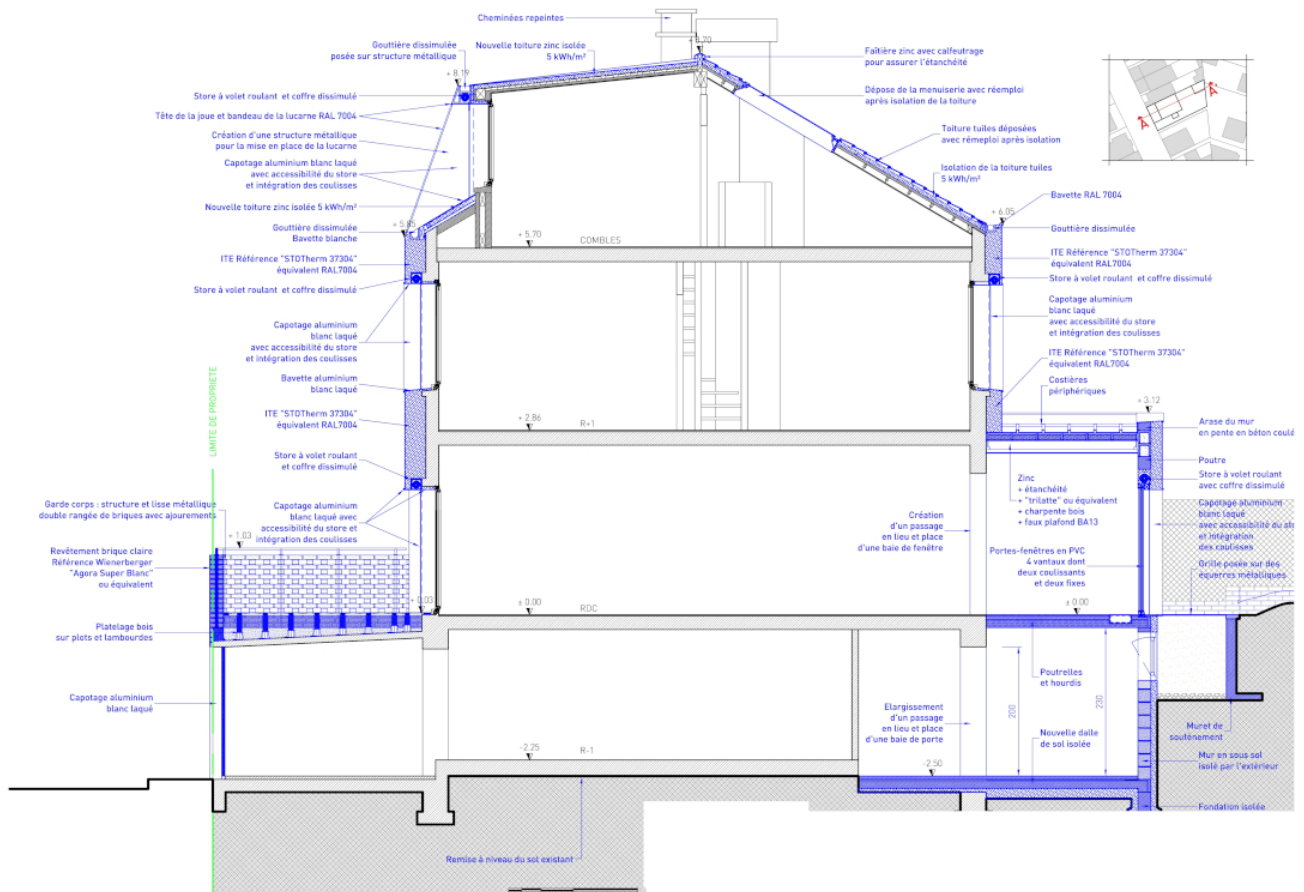 Cheminées repeintes
Gouttière dissimulée
posée sur structure métallique
Nouvelle toiture zinc isolée
5 kWh/m²
+ 8.19
Store à volet roulant et coffre dissimulé
Tête de la joue et bandeau de la lucarne RAL 7004
Création d'une structure métallique
pour la mise en place de la lucarne
Capotage aluminium blanc laqué
avec accessibilité du store
et intégration des coulisses
Nouvelle toiture zinc isolée 5 kWh/m²
+ 5.85
Gouttière dissimulée
Bavette blanche
ITE Référence "STOTherm 37304"
équivalent RAL7004
Store à volet roulant et coffre dissimulé
Capotage aluminium
blanc laqué
avec accessibilité du store
et intégration des coulisses
Bavette aluminium
blanc laqué
ITE "STOTherm 37304"
équivalent RAL7004
Store à volet roulant
et coffre dissimulé
Capotage aluminium
blanc laqué avec
accessibilité du store et
intégration des coulisses
LIMITE DE PROPRIETE
Garde corps : structure et lisse métallique
double rangée de briques avec ajourements
+ 1.03
Revêtement brique claire
Référence Wienerberger
"Agora Super Blanc"
ou équivalent
+ 0.03
Platelage bois
sur plots et lambourdes
Capotage aluminium
blanc laqué
+ 5.70
COMBLES
+ 2.86
R+1
± 0.00
RDC
-2.25
R-1
-2.50
Remise à niveau du sol existant
Faîtière zinc avec calfeutrage
pour assurer l'étanchéité
Dépose de la menuiserie avec réemploi
après isolation de la toiture
Toiture tuiles déposées
avec rémeploi après isolation
Isolation de la toiture tuiles
5 kWh/m²
Bavette RAL 7004
+ 6.05
Gouttière dissimulée
ITE Référence "STOTherm 37304"
équivalent RAL7004
Store à volet roulant et coffre dissimulé
Capotage aluminium
blanc laqué
avec accessibilité du store
et intégration des coulisses
ITE Référence "STOTherm 37304"
équivalent RAL7004
Costières
périphériques
+ 3.12
Arase du mur
en pente en béton coulé
Poutre
Store à volet roulant
avec coffre dissimulé
Capotage aluminium
blanc laqué
avec accessibilité du
et intégration
des coulisses
Grille posée sur des
équerres métalliques
Zinc
+ étanchéité
+ "trilate" ou équivalent
+ charpente bois
+ faux plafond BA13
Création
d'un passage
en lieu et place
d'une baie de fenêtre
Portes-fenêtres en PVC
4 vantaux dont
deux coulissants
et deux fixes
± 0.00
Poutrelles
et hourdis
200
230
Elargissement
d'un passage
en lieu et place
d'une baie de porte
Nouvelle dalle
de sol isolée
Muret de
soutènement
Mur en sous sol
isolé par l'extérieur
Fondation isolée
A
A